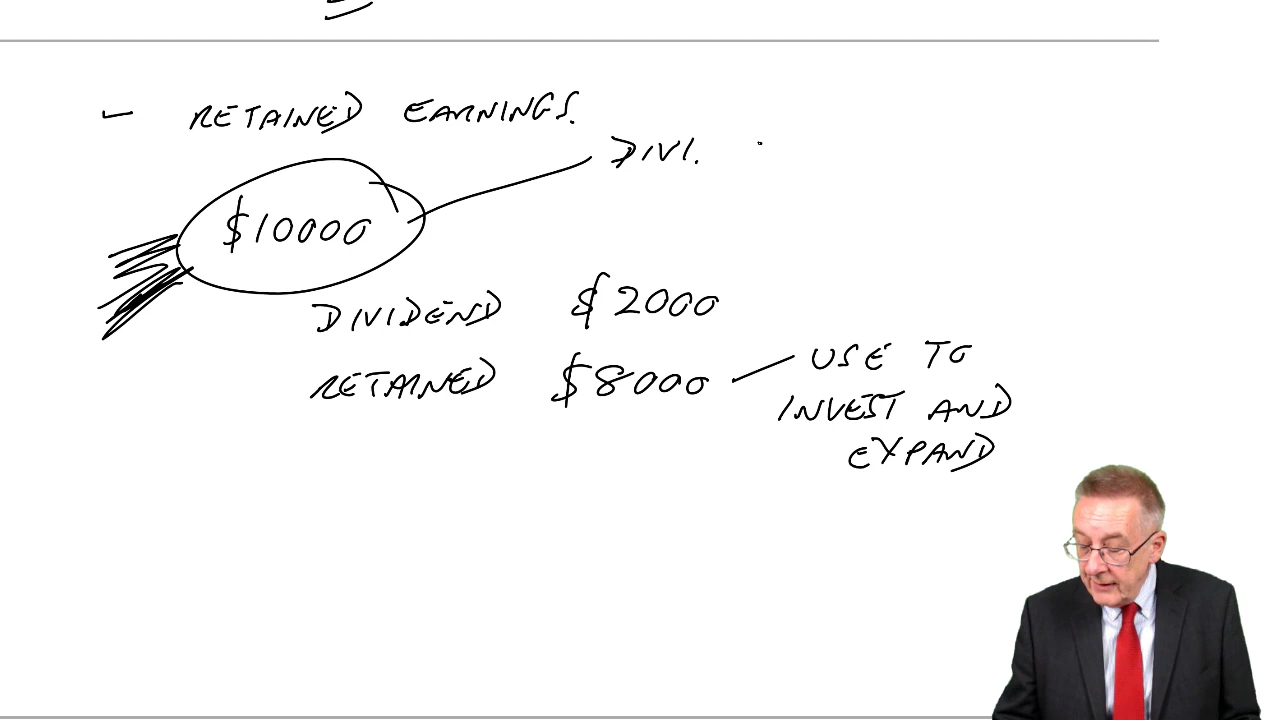 - RETAINED EARNINGS.
DIVI.
$10000
DIVIDEND $2000
RETAINED $8000 - USE TO
INVEST AND
EXPAND